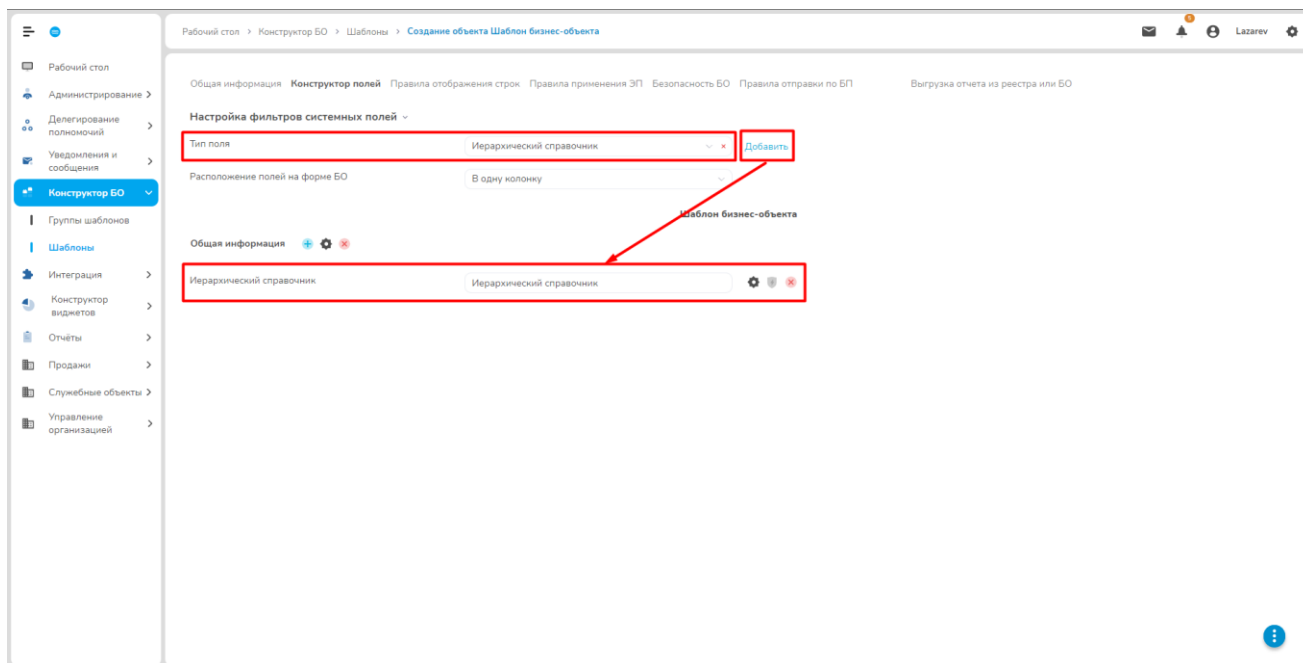 Рабочий стол > Конструктор БО > Шаблоны > Создание объекта Шаблон бизнес-объекта
Lazarev
Рабочий стол
Администрирование
Делегирование
полномочий
Уведомления и
сообщения
Конструктор БО
Группы шаблонов
Шаблоны
Интеграция
Конструктор
виджетов
Отчёты
Продажи
Служебные объекты
Управление
организацией
Общая информация Конструктор полей Правила отображения строк Правила применения ЭП Безопасность БО Правила отправки по БП Выгрузка отчета из реестра или БО
Настройка фильтров системных полей
Тип поля Иерархический справочник Добавить
Расположение полей на форме БО В одну колонку
Шаблон бизнес-объекта
Общая информация
Иерархический справочник Иерархический справочник